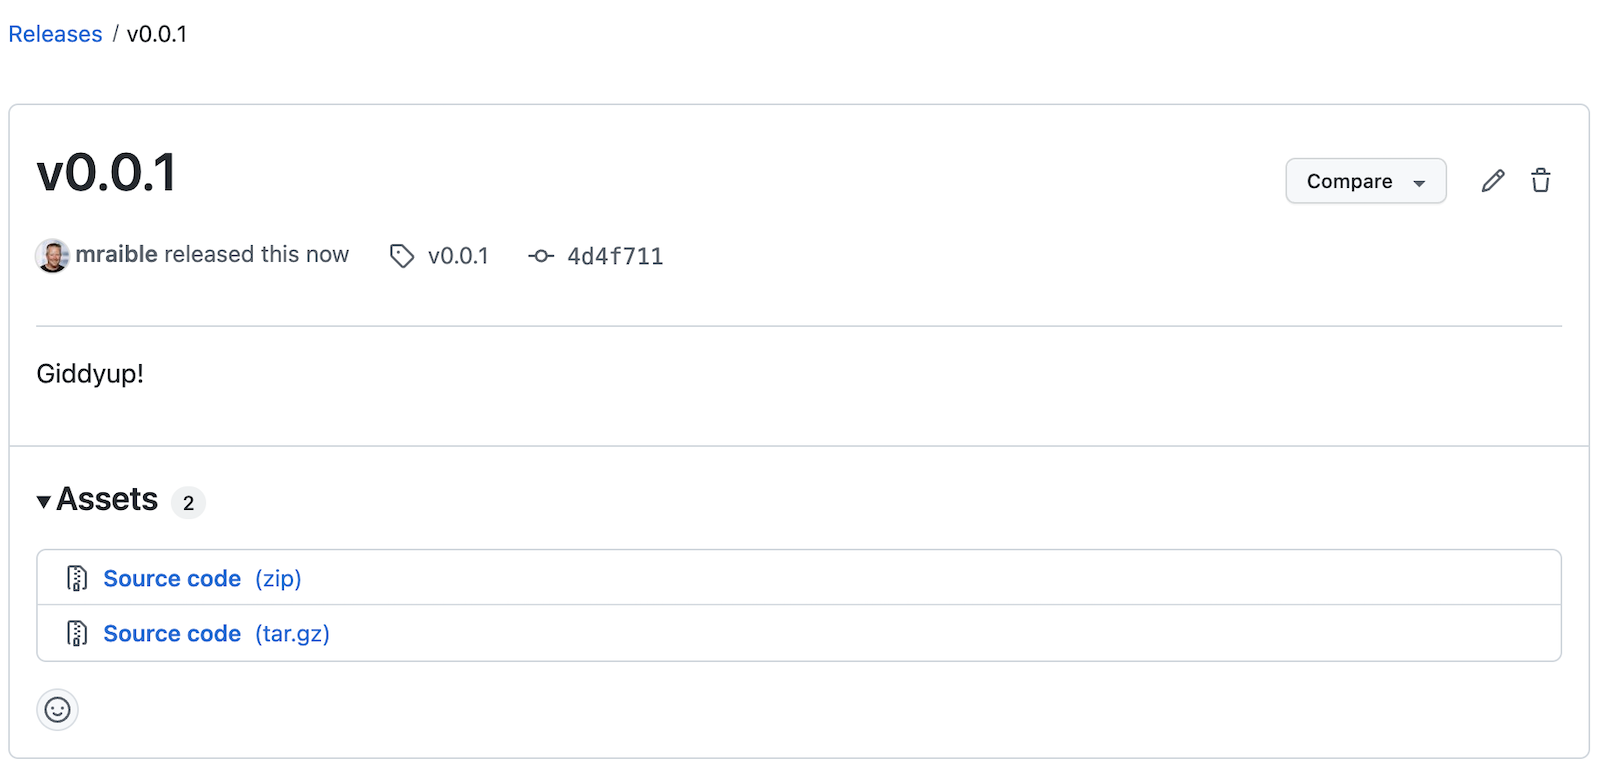 Releases / v0.0.1
v0.0.1
Compare
mraible released this now v0.0.1 4d4f711
Giddyup!
Assets 2
Source code (zip)
Source code (tar.gz)